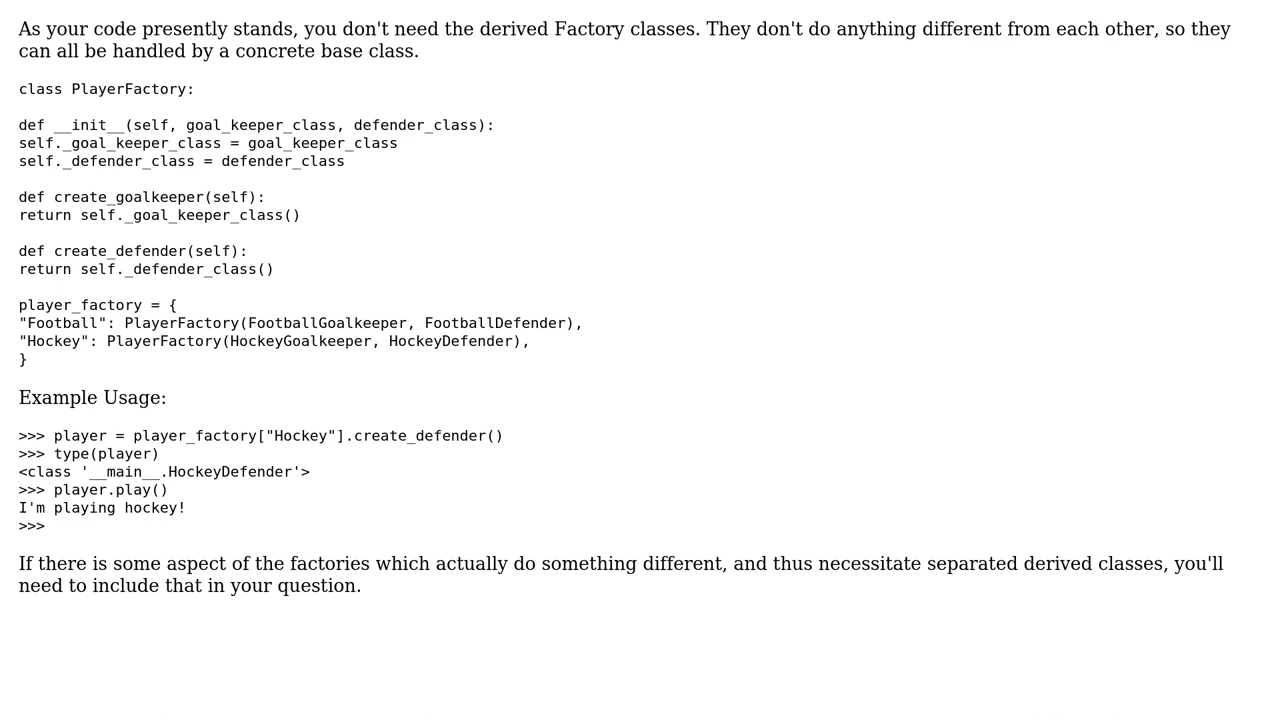 As your code presently stands, you don't need the derived Factory classes. They don't do anything different from each other, so they
can all be handled by a concrete base class.
class PlayerFactory:
def __init__(self, goal_keeper_class, defender_class):
self._goal_keeper_class = goal_keeper_class
self._defender_class = defender_class
def create_goalkeeper(self):
return self._goal_keeper_class()
def create_defender(self):
return self._defender_class()
player_factory = {
"Football": PlayerFactory(FootballGoalkeeper, FootballDefender),
"Hockey": PlayerFactory(HockeyGoalkeeper, HockeyDefender),
}
Example Usage:
>>> player = player_factory["Hockey"].create_defender()
>>> type(player)
<class '__main__.HockeyDefender'>
>>> player.play()
I'm playing hockey!
>>>
If there is some aspect of the factories which actually do something different, and thus necessitate separated derived classes, you'll
need to include that in your question.